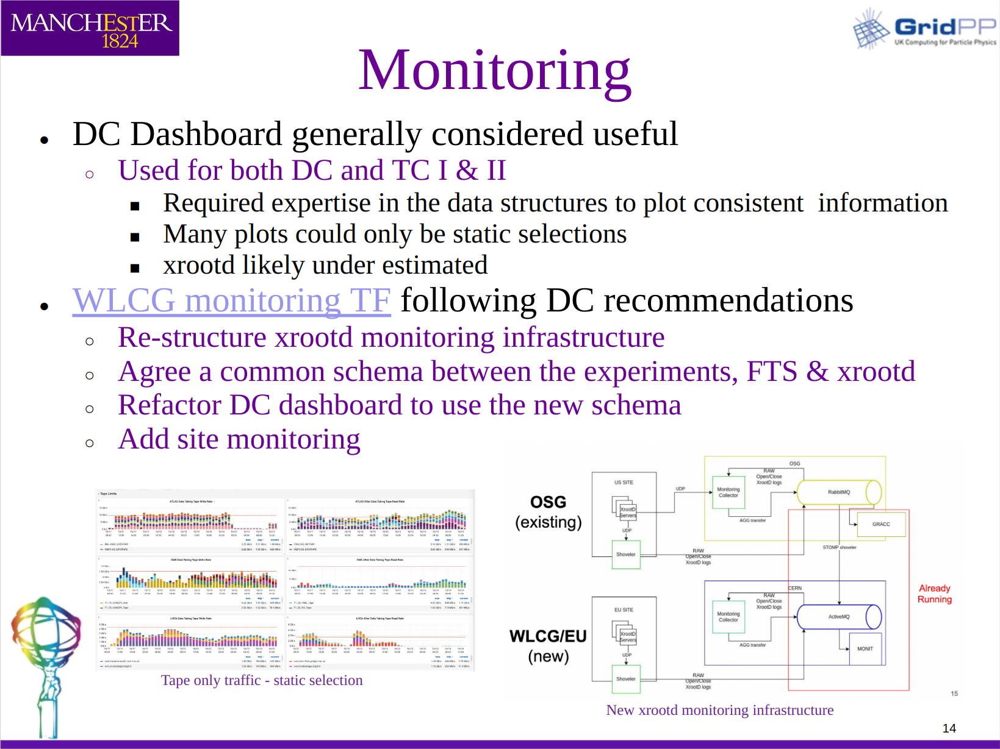 MANCHESTER
1824
GridPP
UK Computing for Particle Physics
Monitoring
● DC Dashboard generally considered useful
○ Used for both DC and TC I & II
■ Required expertise in the data structures to plot consistent  information
■ Many plots could only be static selections
■ xrootd likely under estimated
● WLCG monitoring TF following DC recommendations
○ Re-structure xrootd monitoring infrastructure
○ Agree a common schema between the experiments, FTS & xrootd
○ Refactor DC dashboard to use the new schema
○ Add site monitoring
Tape Limits
ATLAS Data Taking Tape Write Rate
ATLAS After Data Taking Tape Read Rate
CMS Data Taking Tape Write Rate
CMS After Data Taking Tape Read Rate
LHCb Data Taking Tape Write Rate
LHCb After Data Taking Tape Read Rate
Tape only traffic - static selection
OSG
(existing)
US SITE
XrootD
Servers
UDP
Shoveler
UDP
OSG
RAW
Open/Close
XrootD logs
Monitoring
Collector
RabbitMQ
AGG transfer
GRACC
RAW
Open/Close
XrootD logs
STOMP shoveler
WLCG/EU
(new)
EU SITE
XrootD
Servers
UDP
Shoveler
CERN
RAW
Open/Close
XrootD logs
Monitoring
Collector
ActiveMQ
AGG transfer
MONIT
RAW
Open/Close
XrootD logs
Already
Running
15
New xrootd monitoring infrastructure
14